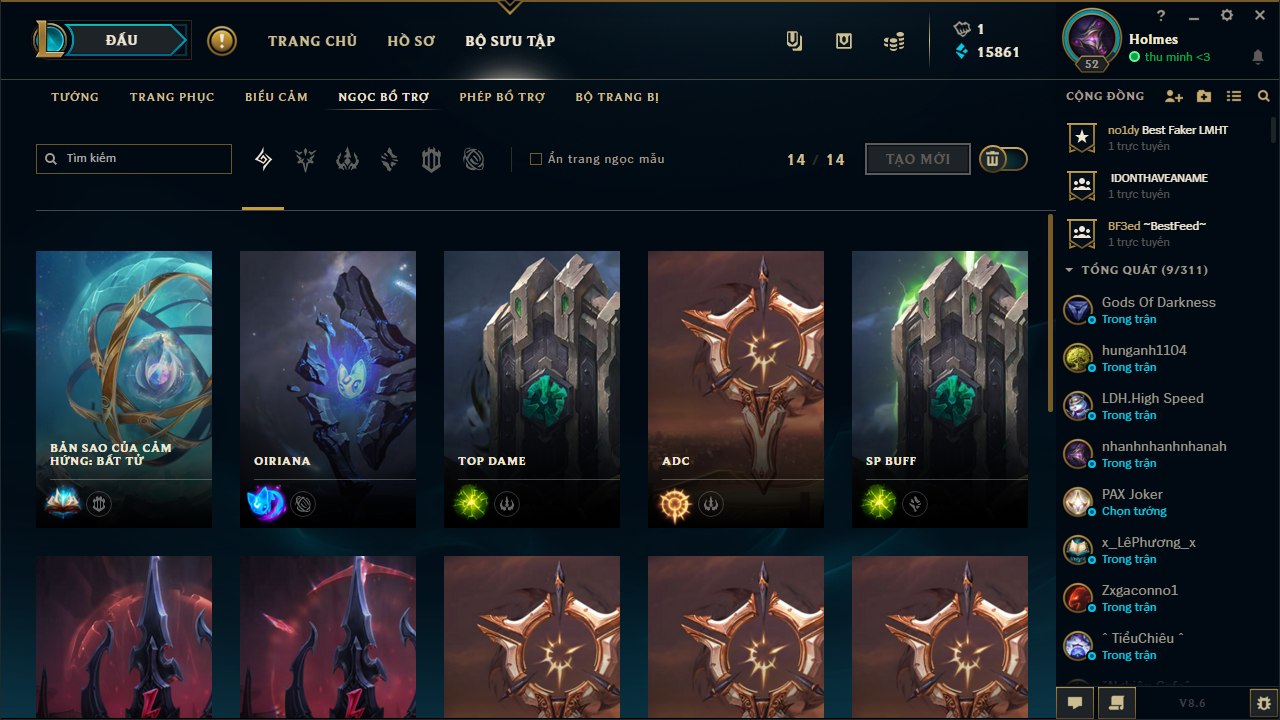 ĐẤU
TRANG CHỦ
HỒ SƠ
BỘ SƯU TẬP
1
15861
?
52
Holmes
thu minh <3
TƯỚNG
TRANG PHỤC
BIỂU CẢM
NGỌC BỔ TRỢ
PHÉP BỔ TRỢ
BỘ TRANG BỊ
CỘNG ĐỒNG
Tìm kiếm
Ẩn trang ngọc mẫu
14 / 14
TẠO MỚI
no1dy Best Faker LMHT
1 trực tuyến
IDONTHAVEANAME
1 trực tuyến
BF3ed ~BestFeed~
1 trực tuyến
TỔNG QUÁT (9/311)
Gods Of Darkness
Trong trận
hunganh1104
Trong trận
LDH.High Speed
Trong trận
nhanhnhanhnhanah
Trong trận
PAX Joker
Chọn tướng
x_LêPhương_x
Trong trận
Zxgaconno1
Trong trận
^ TiểuChiêu ^
Trong trận
BẢN SAO CỦA CẢM
HỨNG: BẤT TỬ
OIRIANA
TOP DAME
ADC
SP BUFF
V8.6